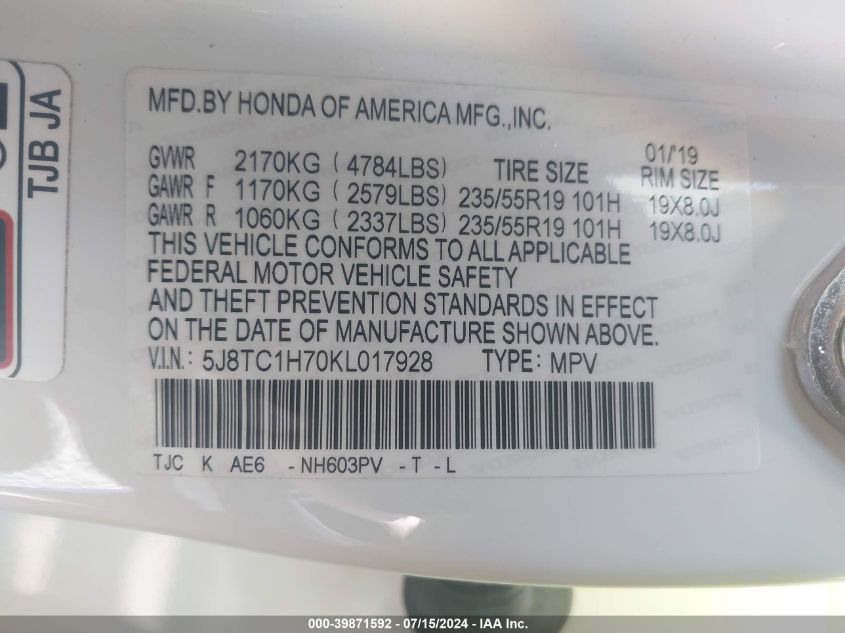 TJB JA
MFD.BY HONDA OF AMERICA MFG.,INC.
01/'19
GVWR 2170KG ( 4784LBS) TIRE SIZE RIM SIZE
GAWR F 1170KG ( 2579LBS) 235/55R19 101H 19X8.0J
GAWR R 1060KG ( 2337LBS) 235/55R19 101H 19X8.0J
THIS VEHICLE CONFORMS TO ALL APPLICABLE
FEDERAL MOTOR VEHICLE SAFETY
AND THEFT PREVENTION STANDARDS IN EFFECT
ON THE DATE OF MANUFACTURE SHOWN ABOVE.
V.I.N.: 5J8TC1H70KL017928 TYPE: MPV
TJC K AE6 -NH603PV -T -L
000-39871592 - 07/15/2024 - IAA Inc.